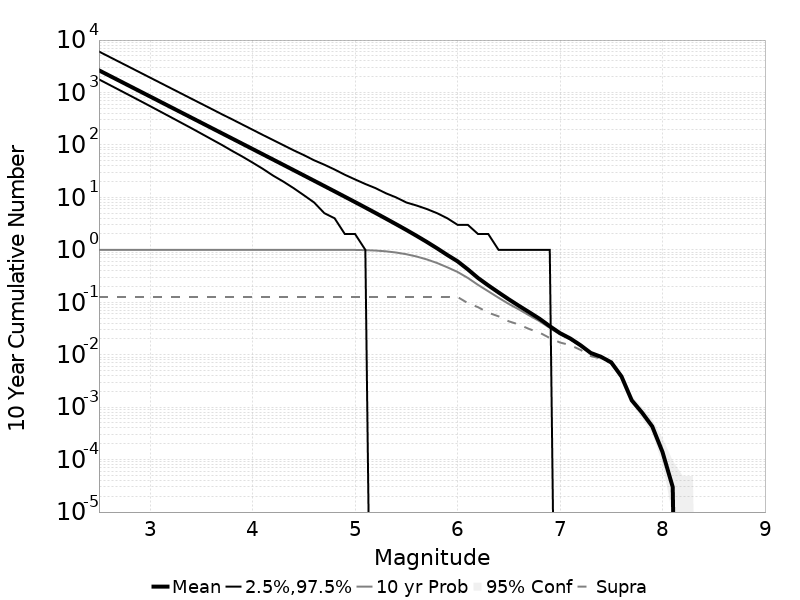 10^4
10^3
10^2
10^1
10^0
10^-1
10^-2
10^-3
10^-4
10^-5
10 Year Cumulative Number
3 4 5 6 7 8 9
Magnitude
Mean 2.5%,97.5% 10 yr Prob 95% Conf Supra